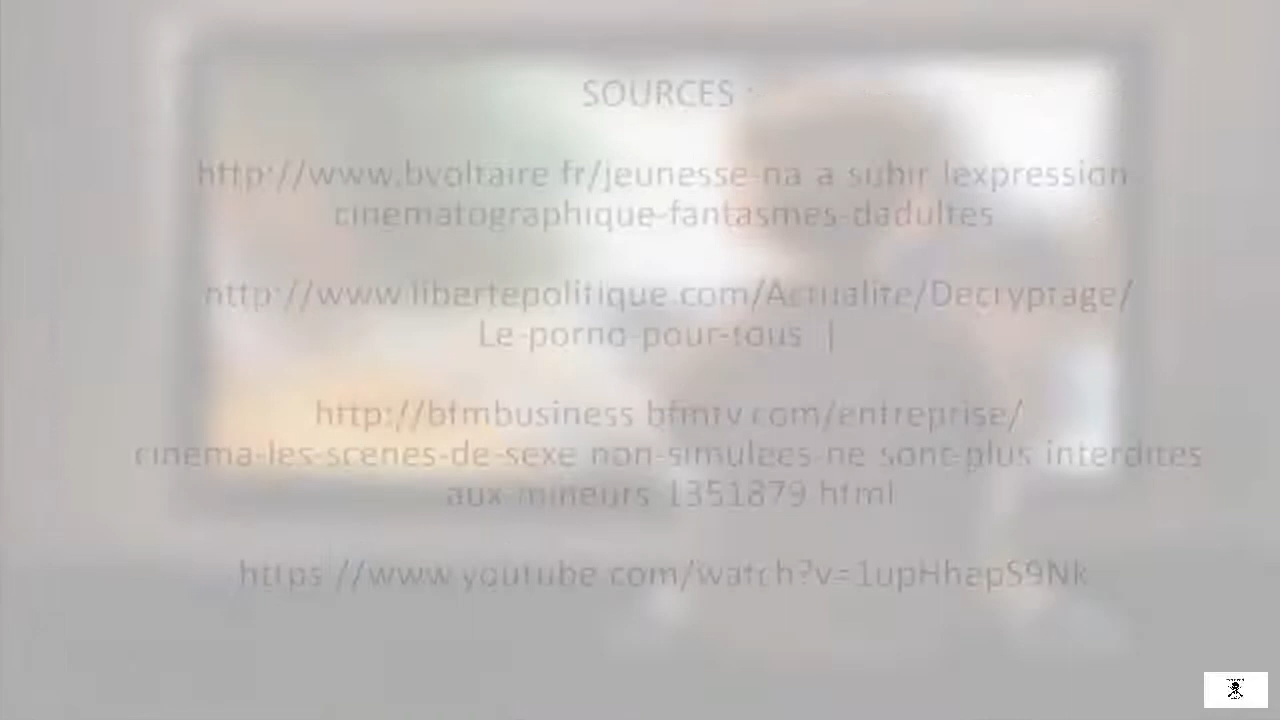 SOURCES :
http://www.bvoltaire.fr/jeunesse-na-a-subir-lexpression
cinematographique-fantasmes-dadultes
http://www.libertepolitique.com/Actualite/Decryptage/
Le-porno-pour-tous |
http://bfmbusiness.bfmtv.com/entreprise/
cinema-les-scenes-de-sexe-non-simulees-ne-sont-plus-interdites
aux-mineurs-1351879.html
https://www.youtube.com/watch?v=1upHhapS9Nk